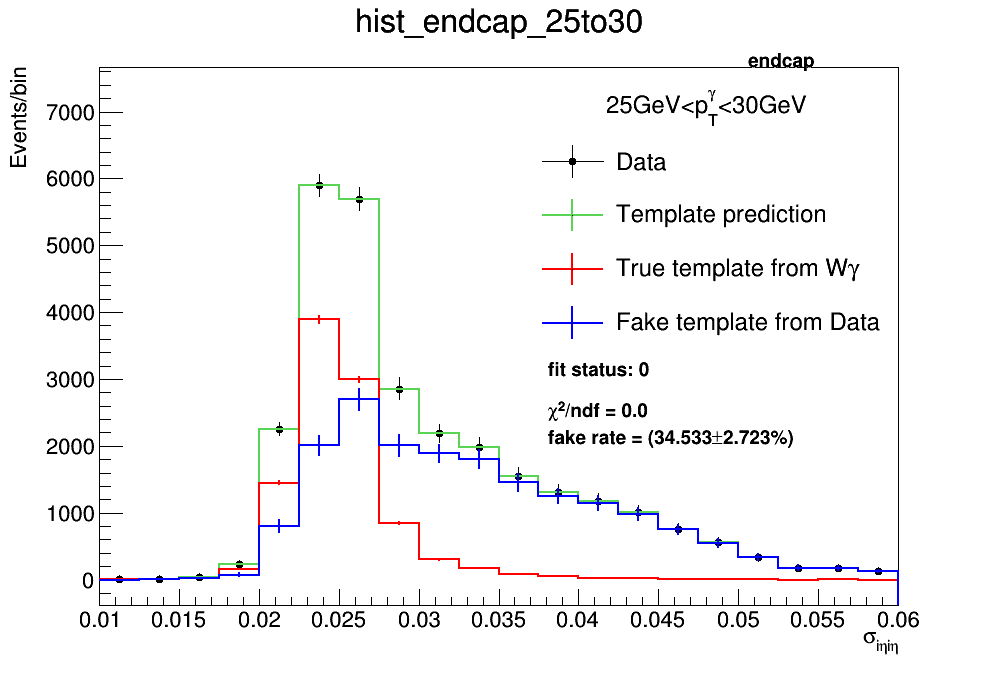 hist_endcap_25to30
endcap
Events/bin
25GeV<p_T^γ<30GeV
Data
Template prediction
True template from Wγ
Fake template from Data
fit status: 0
χ²/ndf = 0.0
fake rate = (34.533±2.723%)
7000
6000
5000
4000
3000
2000
1000
0
0.01 0.015 0.02 0.025 0.03 0.035 0.04 0.045 0.05 0.055 0.06
σiηiη